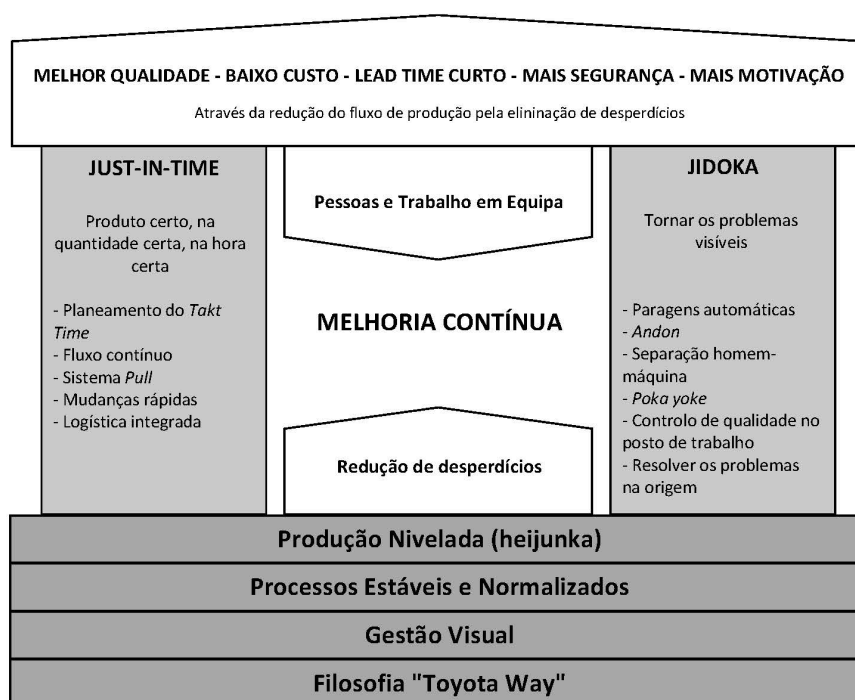 MELHOR QUALIDADE - BAIXO CUSTO - LEAD TIME CURTO - MAIS SEGURANÇA - MAIS MOTIVAÇÃO
Através da redução do fluxo de produção pela elininação de desperdícios
JUST-IN-TIME
Produto certo, na
quantidade certa, na hora
certa
- Planeamento do Takt
Time
- Fluxo contínuo
- Sistema Pull
- Mudanças rápidas
- Logística integrada
Pessoas e Trabalho em Equipa
MELHORIA CONTÍNUA
Redução de desperdícios
JIDOKA
Tornar os problemas
visíveis
- Paragens automáticas
- Andon
- Separação homem-
máquina
- Poka yoke
- Controlo de qualidade no
posto de trabalho
- Resolver os problemas
na origem
Produção Nivelada (heijunka)
Processos Estáveis e Normalizados
Gestão Visual
Filosofia "Toyota Way"